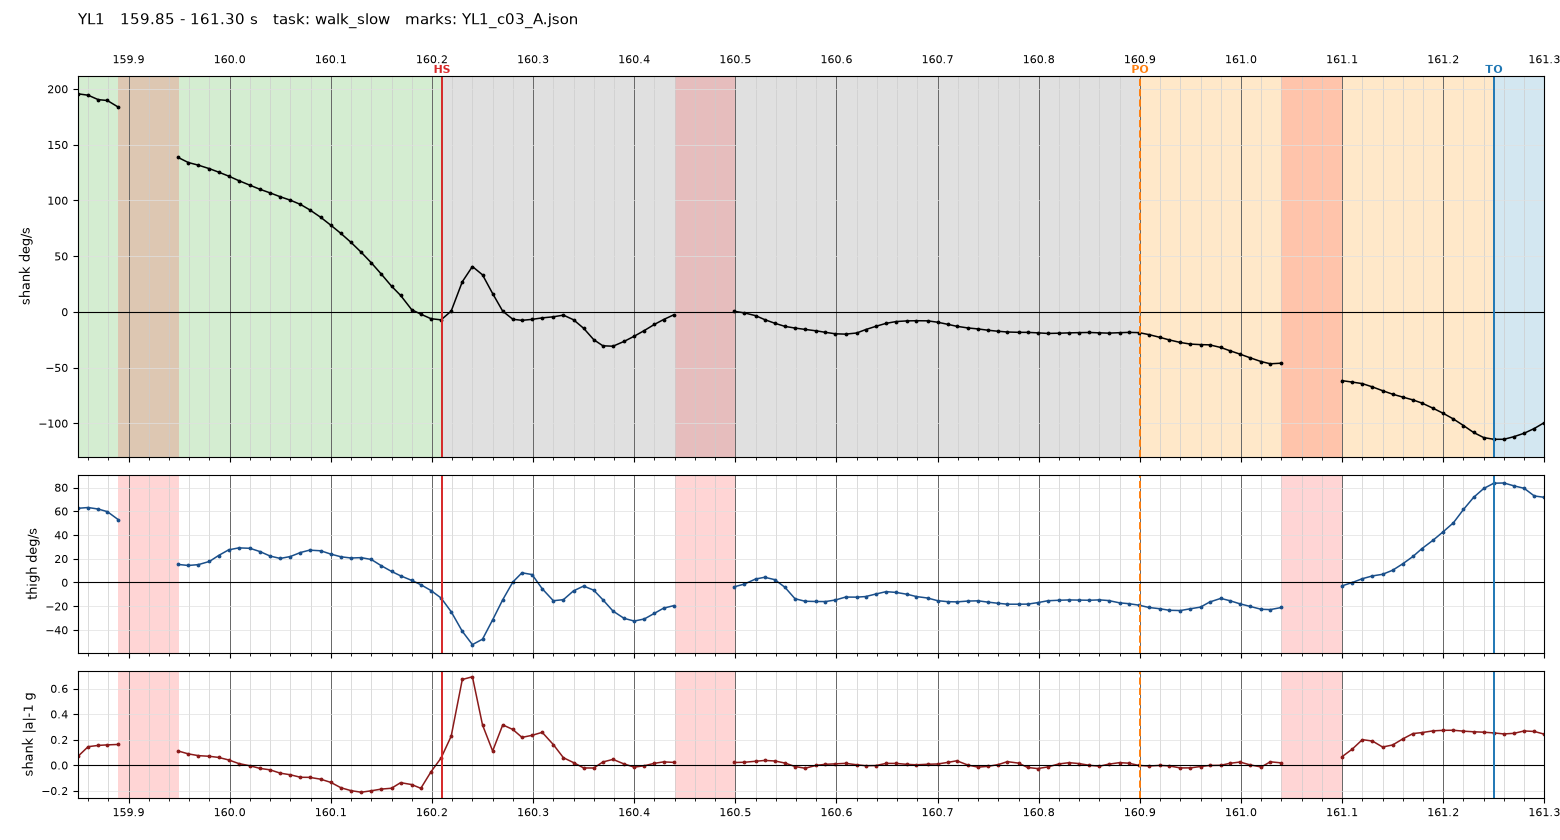 YL1   159.85 - 161.30 s   task: walk_slow   marks: YL1_c03_A.json
159.9 160.0 160.1 160.2 160.3 160.4 160.5 160.6 160.7 160.8 160.9 161.0 161.1 161.2 161.3
HS PO TO
200
150
100
50
0
−50
−100
shank deg/s
80
60
40
20
0
−20
−40
thigh deg/s
0.6
0.4
0.2
0.0
−0.2
shank |a|-1 g
159.9 160.0 160.1 160.2 160.3 160.4 160.5 160.6 160.7 160.8 160.9 161.0 161.1 161.2 161.3